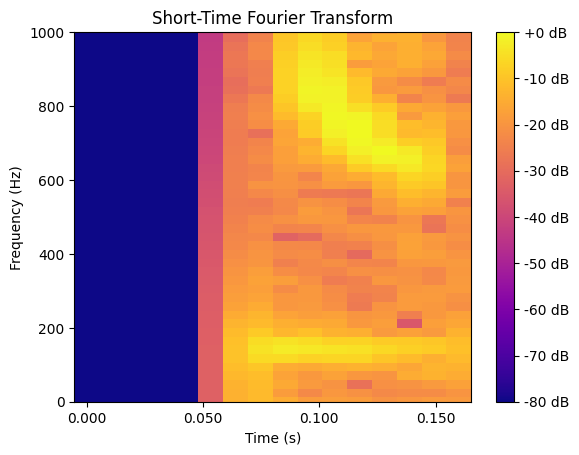 Short-Time Fourier Transform
1000
800
600
400
200
0
Frequency (Hz)
0.000
0.050
0.100
0.150
Time (s)
+0 dB
-10 dB
-20 dB
-30 dB
-40 dB
-50 dB
-60 dB
-70 dB
-80 dB